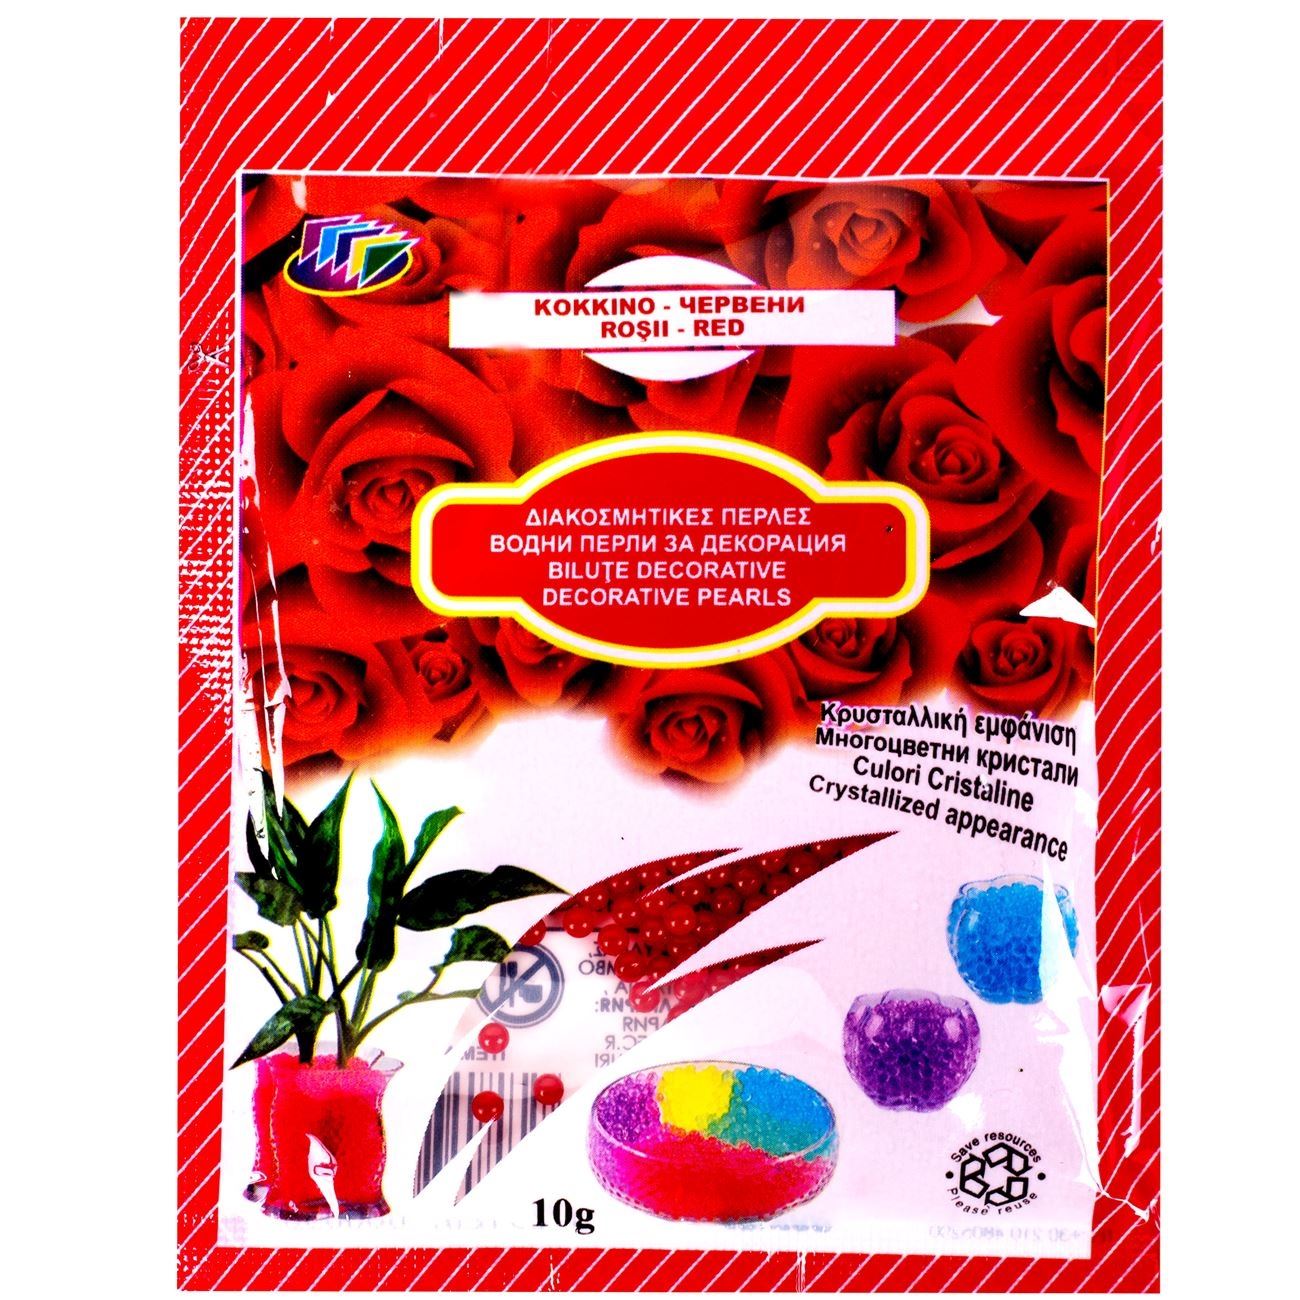 ΚΟΚΚΙΝΟ - ЧЕРВЕНИ
ROŞII - RED
ΔΙΑΚΟΣΜΗΤΙΚΕΣ ΠΕΡΛΕΣ
ВОДНИ ПЕРЛИ ЗА ДЕКОРАЦИЯ
BILUŢE DECORATIVE
DECORATIVE PEARLS
Κρυσταλλική εμφάνιση
Многоцветни кристали
Culori Cristaline
Crystallized appearance
Save resources
Please reuse
10g